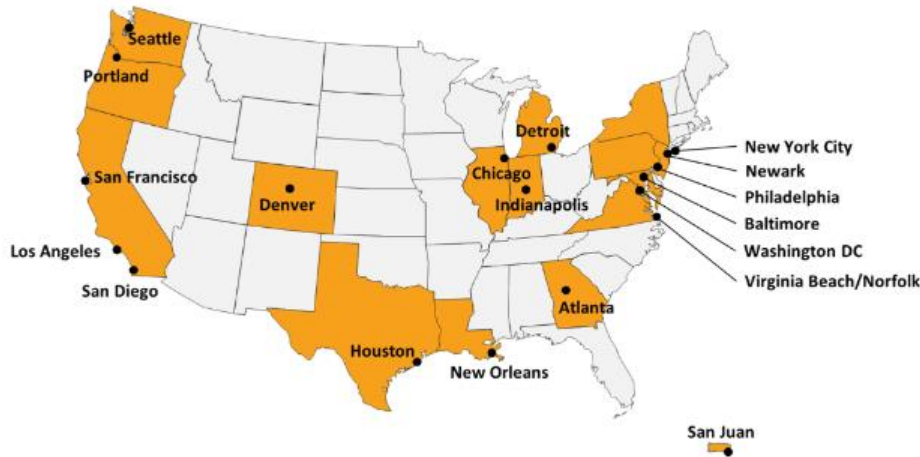 Seattle
Portland
Detroit
New York City
Newark
Chicago
San Francisco
Philadelphia
Denver
Indianapolis
Baltimore
Los Angeles
Washington DC
San Diego
Virginia Beach/Norfolk
Atlanta
Houston
New Orleans
San Juan